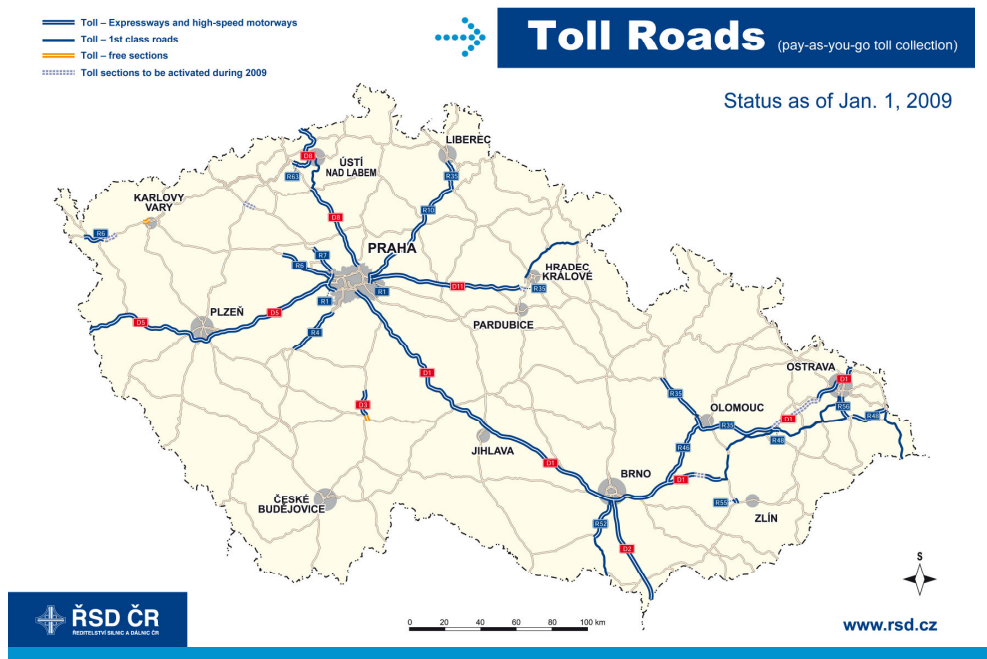 Toll – Expressways and high-speed motorways
Toll – 1st class roads
Toll – free sections
Toll sections to be activated during 2009
Toll Roads (pay-as-you-go toll collection)
Status as of Jan. 1, 2009
LIBEREC
D8
ÚSTÍ
NAD LABEM
R63
R35
KARLOVY
VARY
R10
D8
R6
PRAHA
R7
R6
HRADEC
KRÁLOVÉ
D11
R35
R1
R1
PLZEŇ
D5
D5
PARDUBICE
R4
OSTRAVA
D1
D1
R35
D3
R56
OLOMOUC
R48
D1
R35
R48
R46
JIHLAVA
D1
BRNO
D1
ČESKÉ
BUDĚJOVICE
R55
ZLÍN
R52
D2
S
ŘSD ČR
ŘEDITELSTVÍ SILNIC A DÁLNIC ČR
0 20 40 60 80 100 km
www.rsd.cz